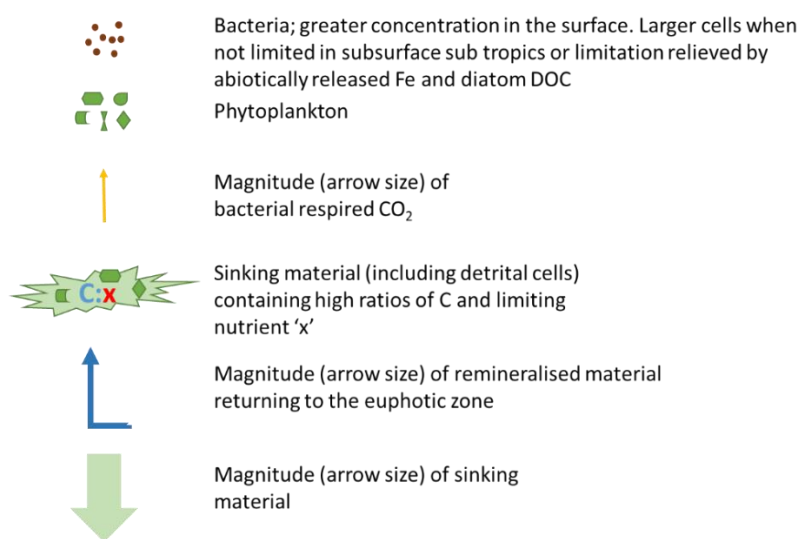 Bacteria; greater concentration in the surface. Larger cells when
not limited in subsurface sub tropics or limitation relieved by
abiotically released Fe and diatom DOC
Phytoplankton
Magnitude (arrow size) of
bacterial respired CO₂
C:x
Sinking material (including detrital cells)
containing high ratios of C and limiting
nutrient ‘x’
Magnitude (arrow size) of remineralised material
returning to the euphotic zone
Magnitude (arrow size) of sinking
material